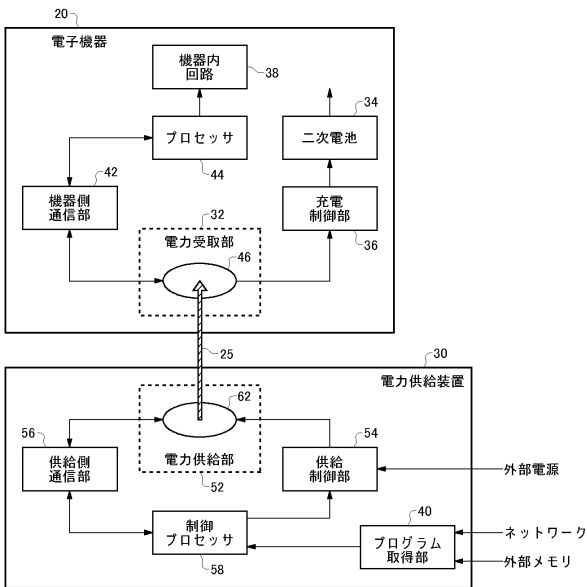 20
電子機器
機器内
回路
38
プロセッサ
44
34
二次電池
42
機器側
通信部
充電
制御部
36
32
電力受取部
46
25
30
電力供給装置
62
電力供給部
52
56
供給側
通信部
54
供給
制御部
外部電源
制御
プロセッサ
58
40
プログラム
取得部
ネットワーク
外部メモリ